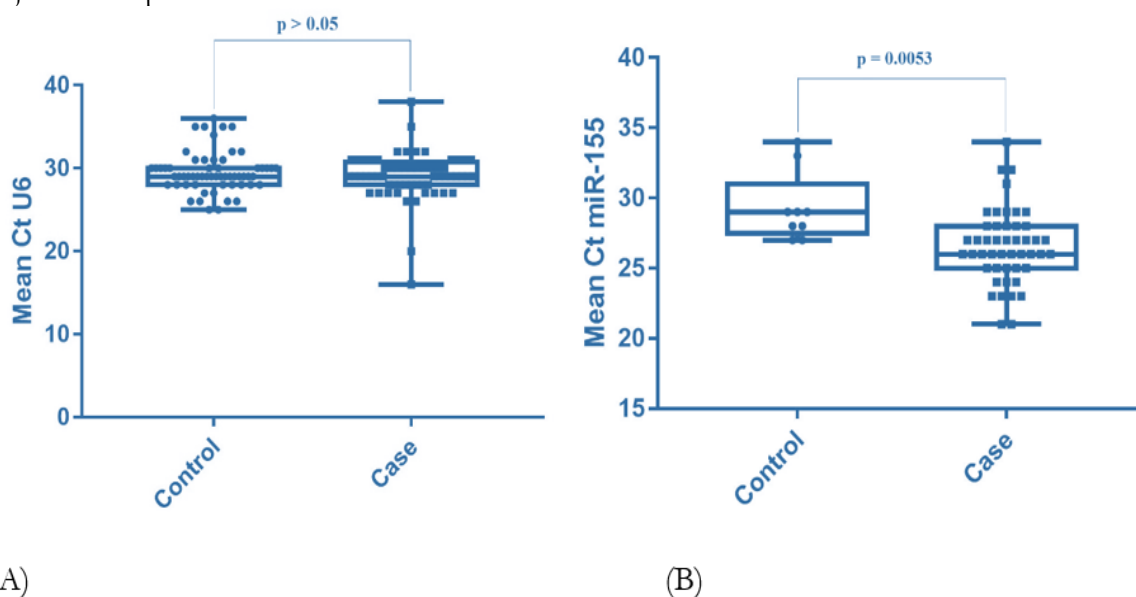 p > 0.05
Mean Ct U6
40
30
20
10
0
Control
Case
p = 0.0053
Mean Ct miR-155
40
35
30
25
20
15
Control
Case
A)
(B)